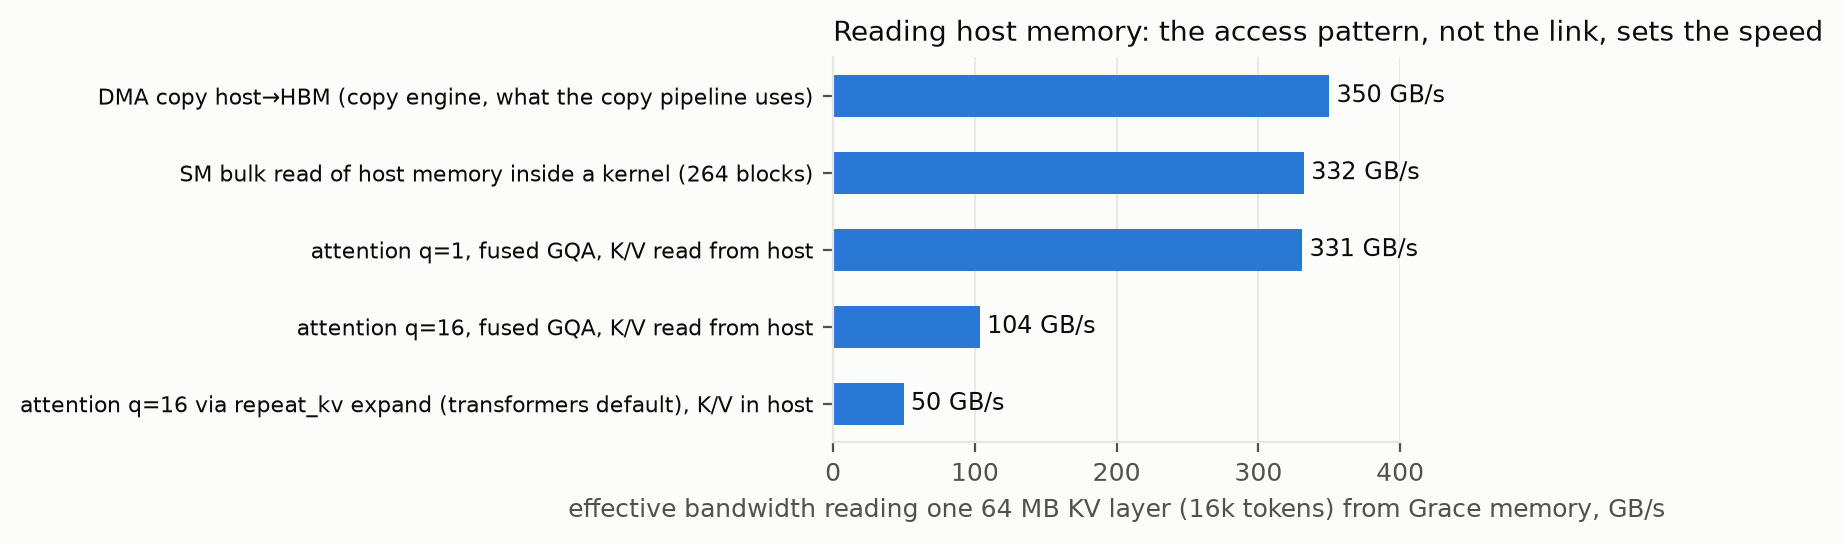 Reading host memory: the access pattern, not the link, sets the speed
DMA copy host→HBM (copy engine, what the copy pipeline uses)
350 GB/s
SM bulk read of host memory inside a kernel (264 blocks)
332 GB/s
attention q=1, fused GQA, K/V read from host
331 GB/s
attention q=16, fused GQA, K/V read from host
104 GB/s
attention q=16 via repeat_kv expand (transformers default), K/V in host
50 GB/s
0 100 200 300 400
effective bandwidth reading one 64 MB KV layer (16k tokens) from Grace memory, GB/s